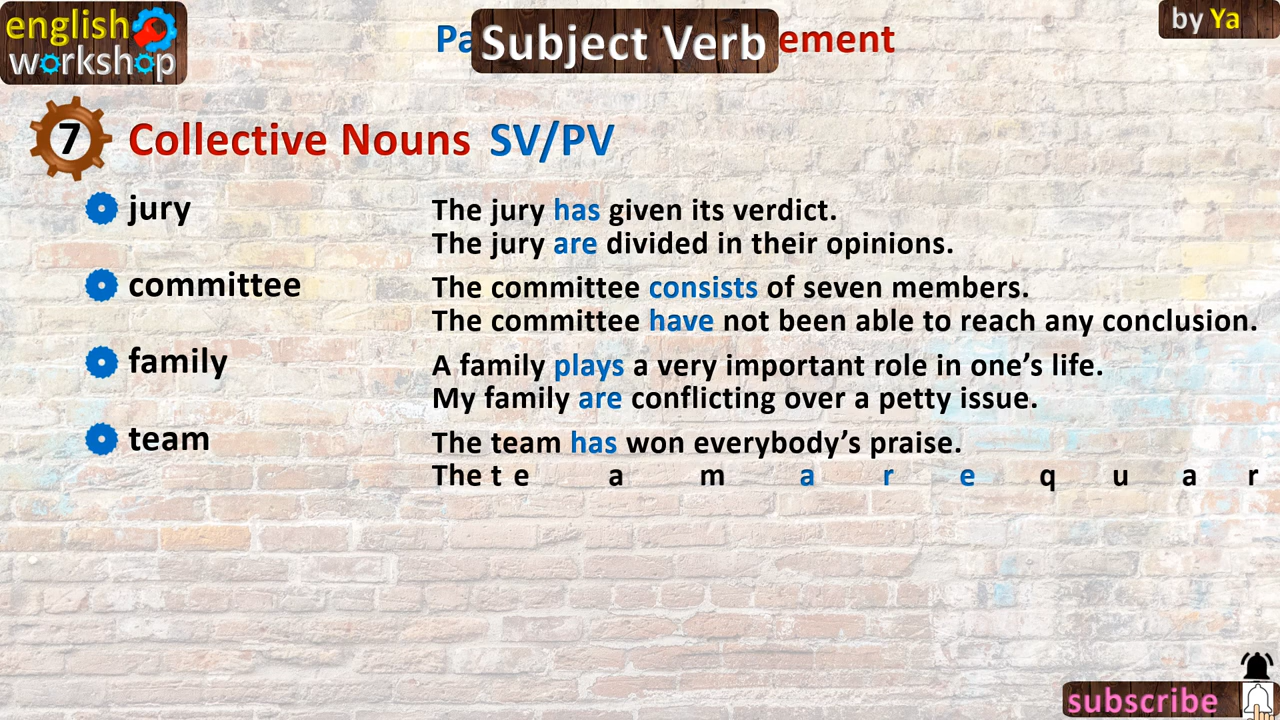 english
workshop
Pa Subject Verb ement
by Ya
7 Collective Nouns SV/PV
jury
The jury has given its verdict.
The jury are divided in their opinions.
committee
The committee consists of seven members.
The committee have not been able to reach any conclusion.
family
A family plays a very important role in one’s life.
My family are conflicting over a petty issue.
team
The team has won everybody’s praise.
The t e a m a r e q u a r
subscribe